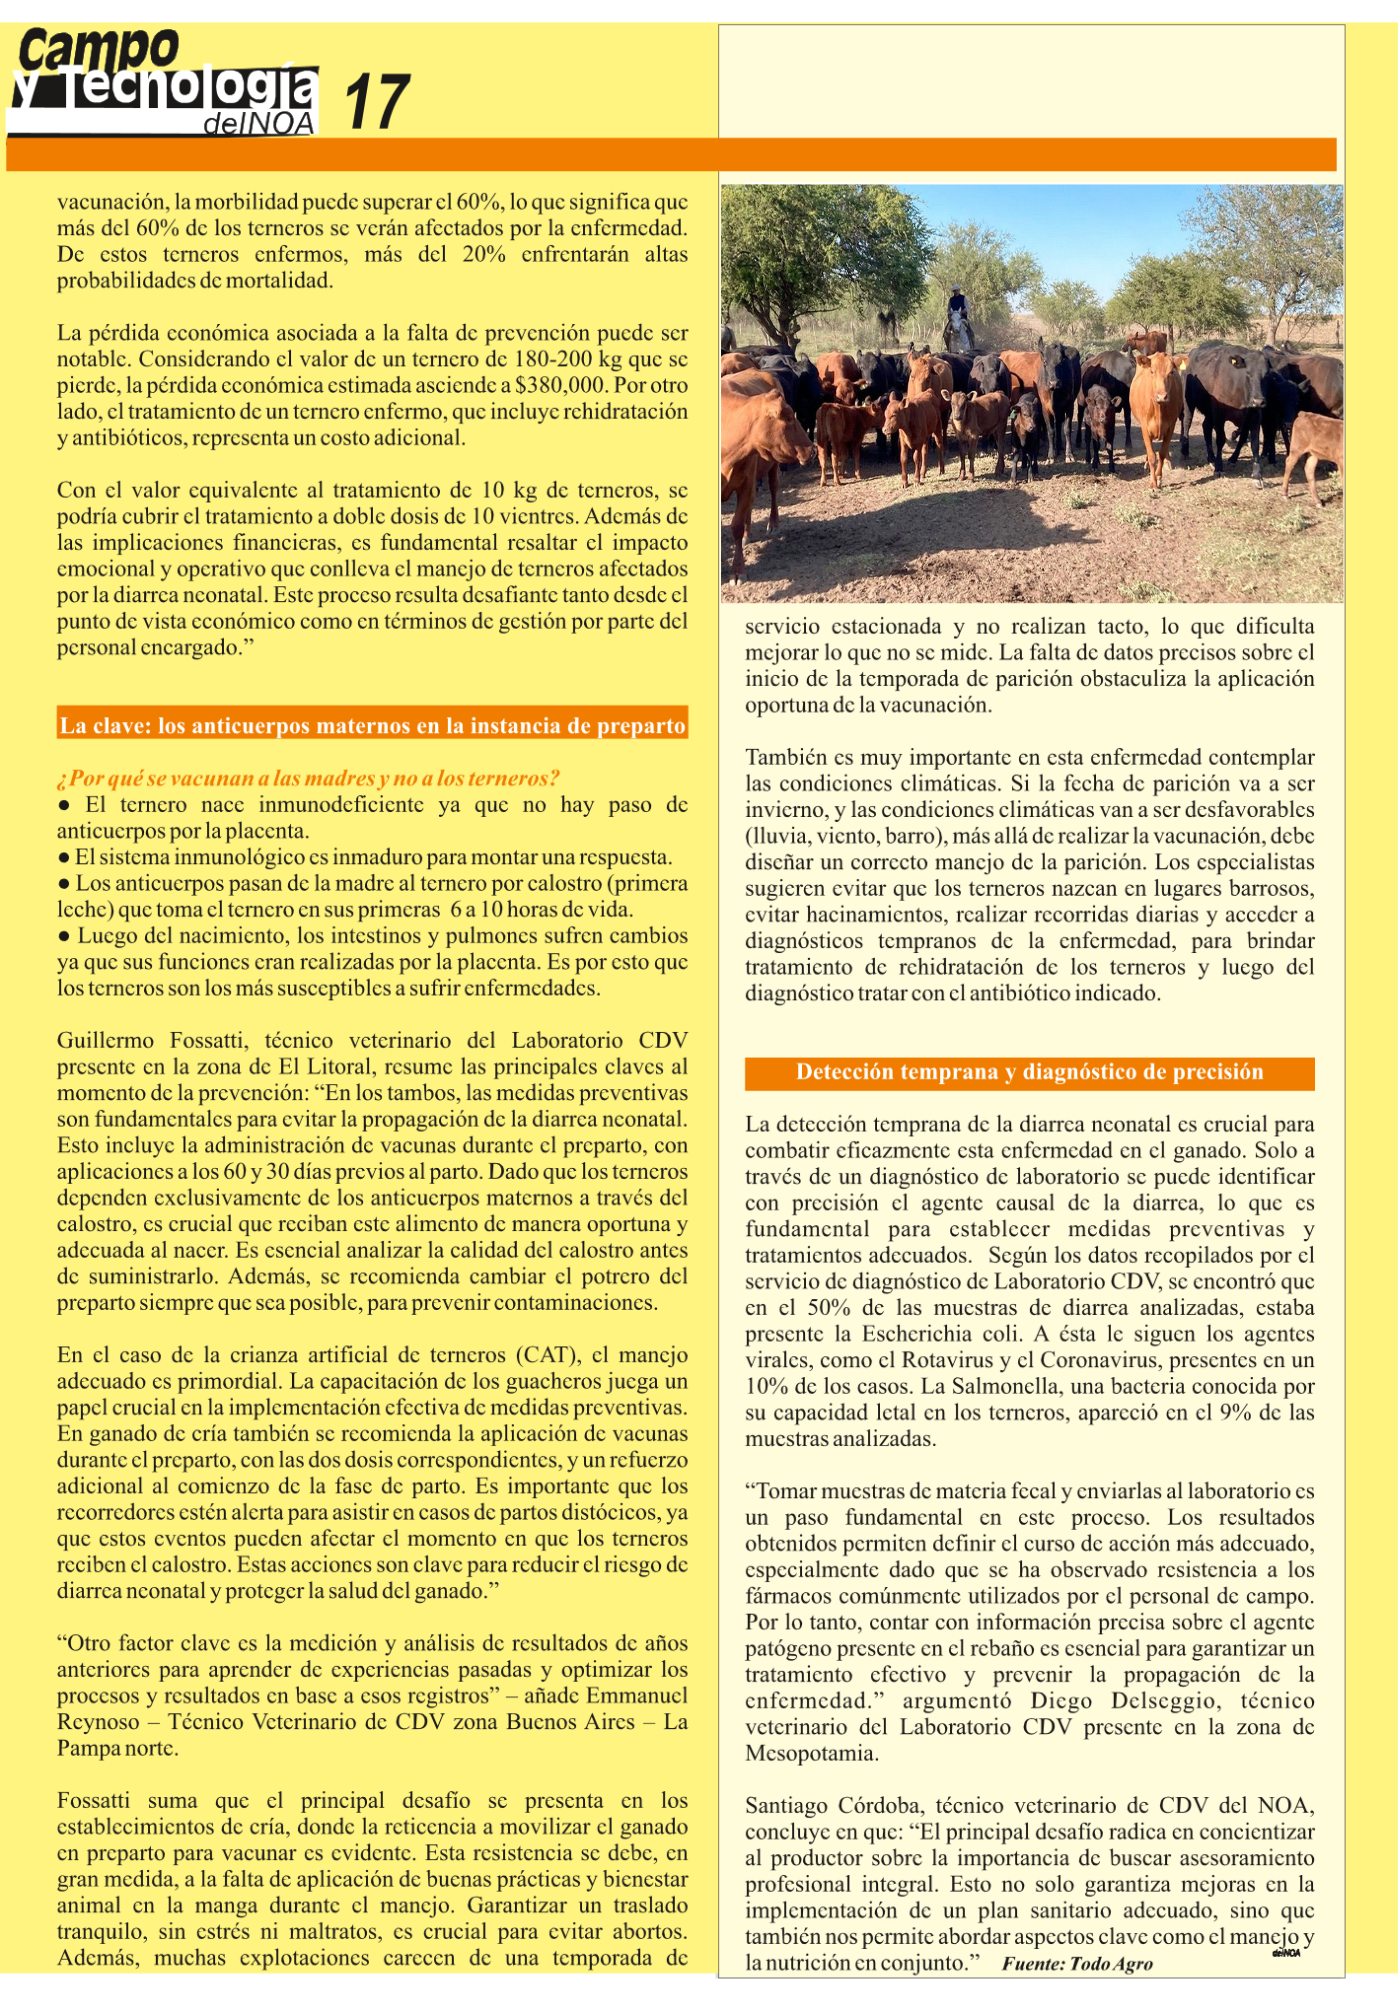 Campo
y Tecnología
delNOA
17
vacunación, la morbilidad puede superar el 60%, lo que significa que
más del 60% de los terneros se verán afectados por la enfermedad.
De estos terneros enfermos, más del 20% enfrentarán altas
probabilidades de mortalidad.
La pérdida económica asociada a la falta de prevención puede ser
notable. Considerando el valor de un ternero de 180-200 kg que se
pierde, la pérdida económica estimada asciende a $380,000. Por otro
lado, el tratamiento de un ternero enfermo, que incluye rehidratación
y antibióticos, representa un costo adicional.
Con el valor equivalente al tratamiento de 10 kg de terneros, se
podría cubrir el tratamiento a doble dosis de 10 vientres. Además de
las implicaciones financieras, es fundamental resaltar el impacto
emocional y operativo que conlleva el manejo de terneros afectados
por la diarrea neonatal. Este proceso resulta desafiante tanto desde el
punto de vista económico como en términos de gestión por parte del
personal encargado.”
La clave: los anticuerpos maternos en la instancia de preparto
¿Por qué se vacunan a las madres y no a los terneros?
● El ternero nace inmunodeficiente ya que no hay paso de
anticuerpos por la placenta.
● El sistema inmunológico es inmaduro para montar una respuesta.
● Los anticuerpos pasan de la madre al ternero por calostro (primera
leche) que toma el ternero en sus primeras 6 a 10 horas de vida.
● Luego del nacimiento, los intestinos y pulmones sufren cambios
ya que sus funciones eran realizadas por la placenta. Es por esto que
los terneros son los más susceptibles a sufrir enfermedades.
Guillermo Fossatti, técnico veterinario del Laboratorio CDV
presente en la zona de El Litoral, resume las principales claves al
momento de la prevención: “En los tambos, las medidas preventivas
son fundamentales para evitar la propagación de la diarrea neonatal.
Esto incluye la administración de vacunas durante el preparto, con
aplicaciones a los 60 y 30 días previos al parto. Dado que los terneros
dependen exclusivamente de los anticuerpos maternos a través del
calostro, es crucial que reciban este alimento de manera oportuna y
adecuada al nacer. Es esencial analizar la calidad del calostro antes
de suministrarlo. Además, se recomienda cambiar el potrero del
preparto siempre que sea posible, para prevenir contaminaciones.
En el caso de la crianza artificial de terneros (CAT), el manejo
adecuado es primordial. La capacitación de los guacheros juega un
papel crucial en la implementación efectiva de medidas preventivas.
En ganado de cría también se recomienda la aplicación de vacunas
durante el preparto, con las dos dosis correspondientes, y un refuerzo
adicional al comienzo de la fase de parto. Es importante que los
recorredores estén alerta para asistir en casos de partos distócicos, ya
que estos eventos pueden afectar el momento en que los terneros
reciben el calostro. Estas acciones son clave para reducir el riesgo de
diarrea neonatal y proteger la salud del ganado.”
“Otro factor clave es la medición y análisis de resultados de años
anteriores para aprender de experiencias pasadas y optimizar los
procesos y resultados en base a esos registros” – añade Emmanuel
Reynoso – Técnico Veterinario de CDV zona Buenos Aires – La
Pampa norte.
Fossatti suma que el principal desafío se presenta en los
establecimientos de cría, donde la reticencia a movilizar el ganado
en preparto para vacunar es evidente. Esta resistencia se debe, en
gran medida, a la falta de aplicación de buenas prácticas y bienestar
animal en la manga durante el manejo. Garantizar un traslado
tranquilo, sin estrés ni maltratos, es crucial para evitar abortos.
Además, muchas explotaciones carecen de una temporada de
servicio estacionada y no realizan tacto, lo que dificulta
mejorar lo que no se mide. La falta de datos precisos sobre el
inicio de la temporada de parición obstaculiza la aplicación
oportuna de la vacunación.
También es muy importante en esta enfermedad contemplar
las condiciones climáticas. Si la fecha de parición va a ser
invierno, y las condiciones climáticas van a ser desfavorables
(lluvia, viento, barro), más allá de realizar la vacunación, debe
diseñar un correcto manejo de la parición. Los especialistas
sugieren evitar que los terneros nazcan en lugares barrosos,
evitar hacinamientos, realizar recorridas diarias y acceder a
diagnósticos tempranos de la enfermedad, para brindar
tratamiento de rehidratación de los terneros y luego del
diagnóstico tratar con el antibiótico indicado.
Detección temprana y diagnóstico de precisión
La detección temprana de la diarrea neonatal es crucial para
combatir eficazmente esta enfermedad en el ganado. Solo a
través de un diagnóstico de laboratorio se puede identificar
con precisión el agente causal de la diarrea, lo que es
fundamental para establecer medidas preventivas y
tratamientos adecuados. Según los datos recopilados por el
servicio de diagnóstico de Laboratorio CDV, se encontró que
en el 50% de las muestras de diarrea analizadas, estaba
presente la Escherichia coli. A ésta le siguen los agentes
virales, como el Rotavirus y el Coronavirus, presentes en un
10% de los casos. La Salmonella, una bacteria conocida por
su capacidad letal en los terneros, apareció en el 9% de las
muestras analizadas.
“Tomar muestras de materia fecal y enviarlas al laboratorio es
un paso fundamental en este proceso. Los resultados
obtenidos permiten definir el curso de acción más adecuado,
especialmente dado que se ha observado resistencia a los
fármacos comúnmente utilizados por el personal de campo.
Por lo tanto, contar con información precisa sobre el agente
patógeno presente en el rebaño es esencial para garantizar un
tratamiento efectivo y prevenir la propagación de la
enfermedad.” argumentó Diego Delseggio, técnico
veterinario del Laboratorio CDV presente en la zona de
Mesopotamia.
Santiago Córdoba, técnico veterinario de CDV del NOA,
concluye en que: “El principal desafío radica en concientizar
al productor sobre la importancia de buscar asesoramiento
profesional integral. Esto no solo garantiza mejoras en la
implementación de un plan sanitario adecuado, sino que
también nos permite abordar aspectos clave como el manejo y
la nutrición en conjunto.” Fuente: Todo Agro
delNOA